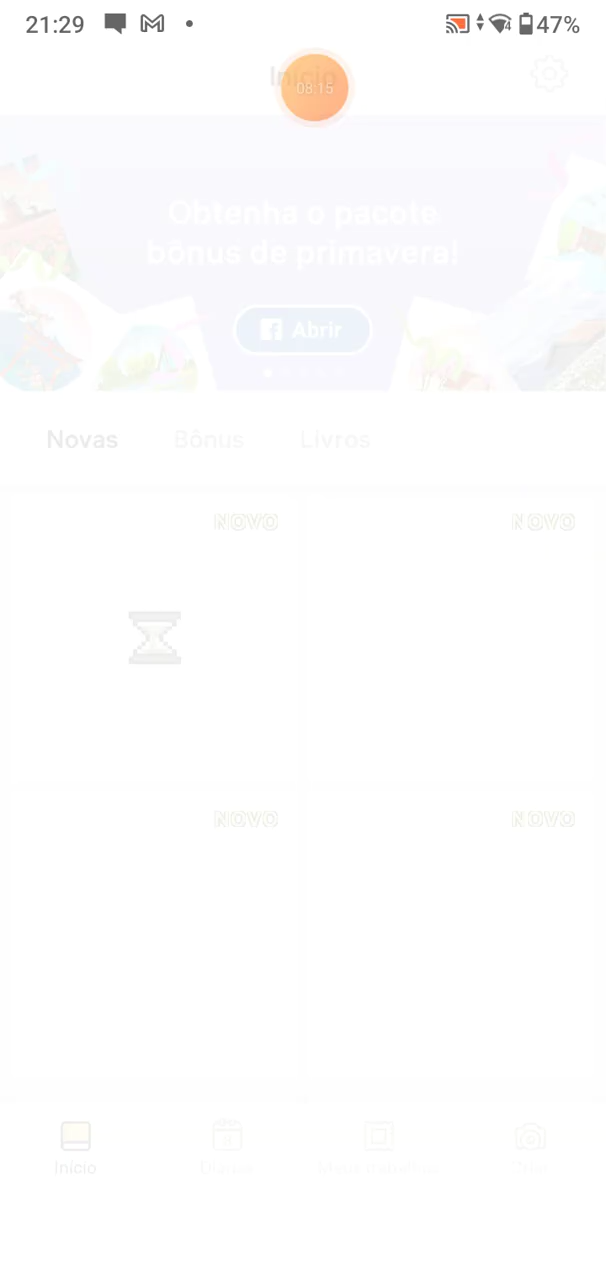 21:29
47%
Início
08:15
Obtenha o pacote
bônus de primavera!
Abrir
Novas Bônus Livros
NOVO NOVO
NOVO NOVO
Início